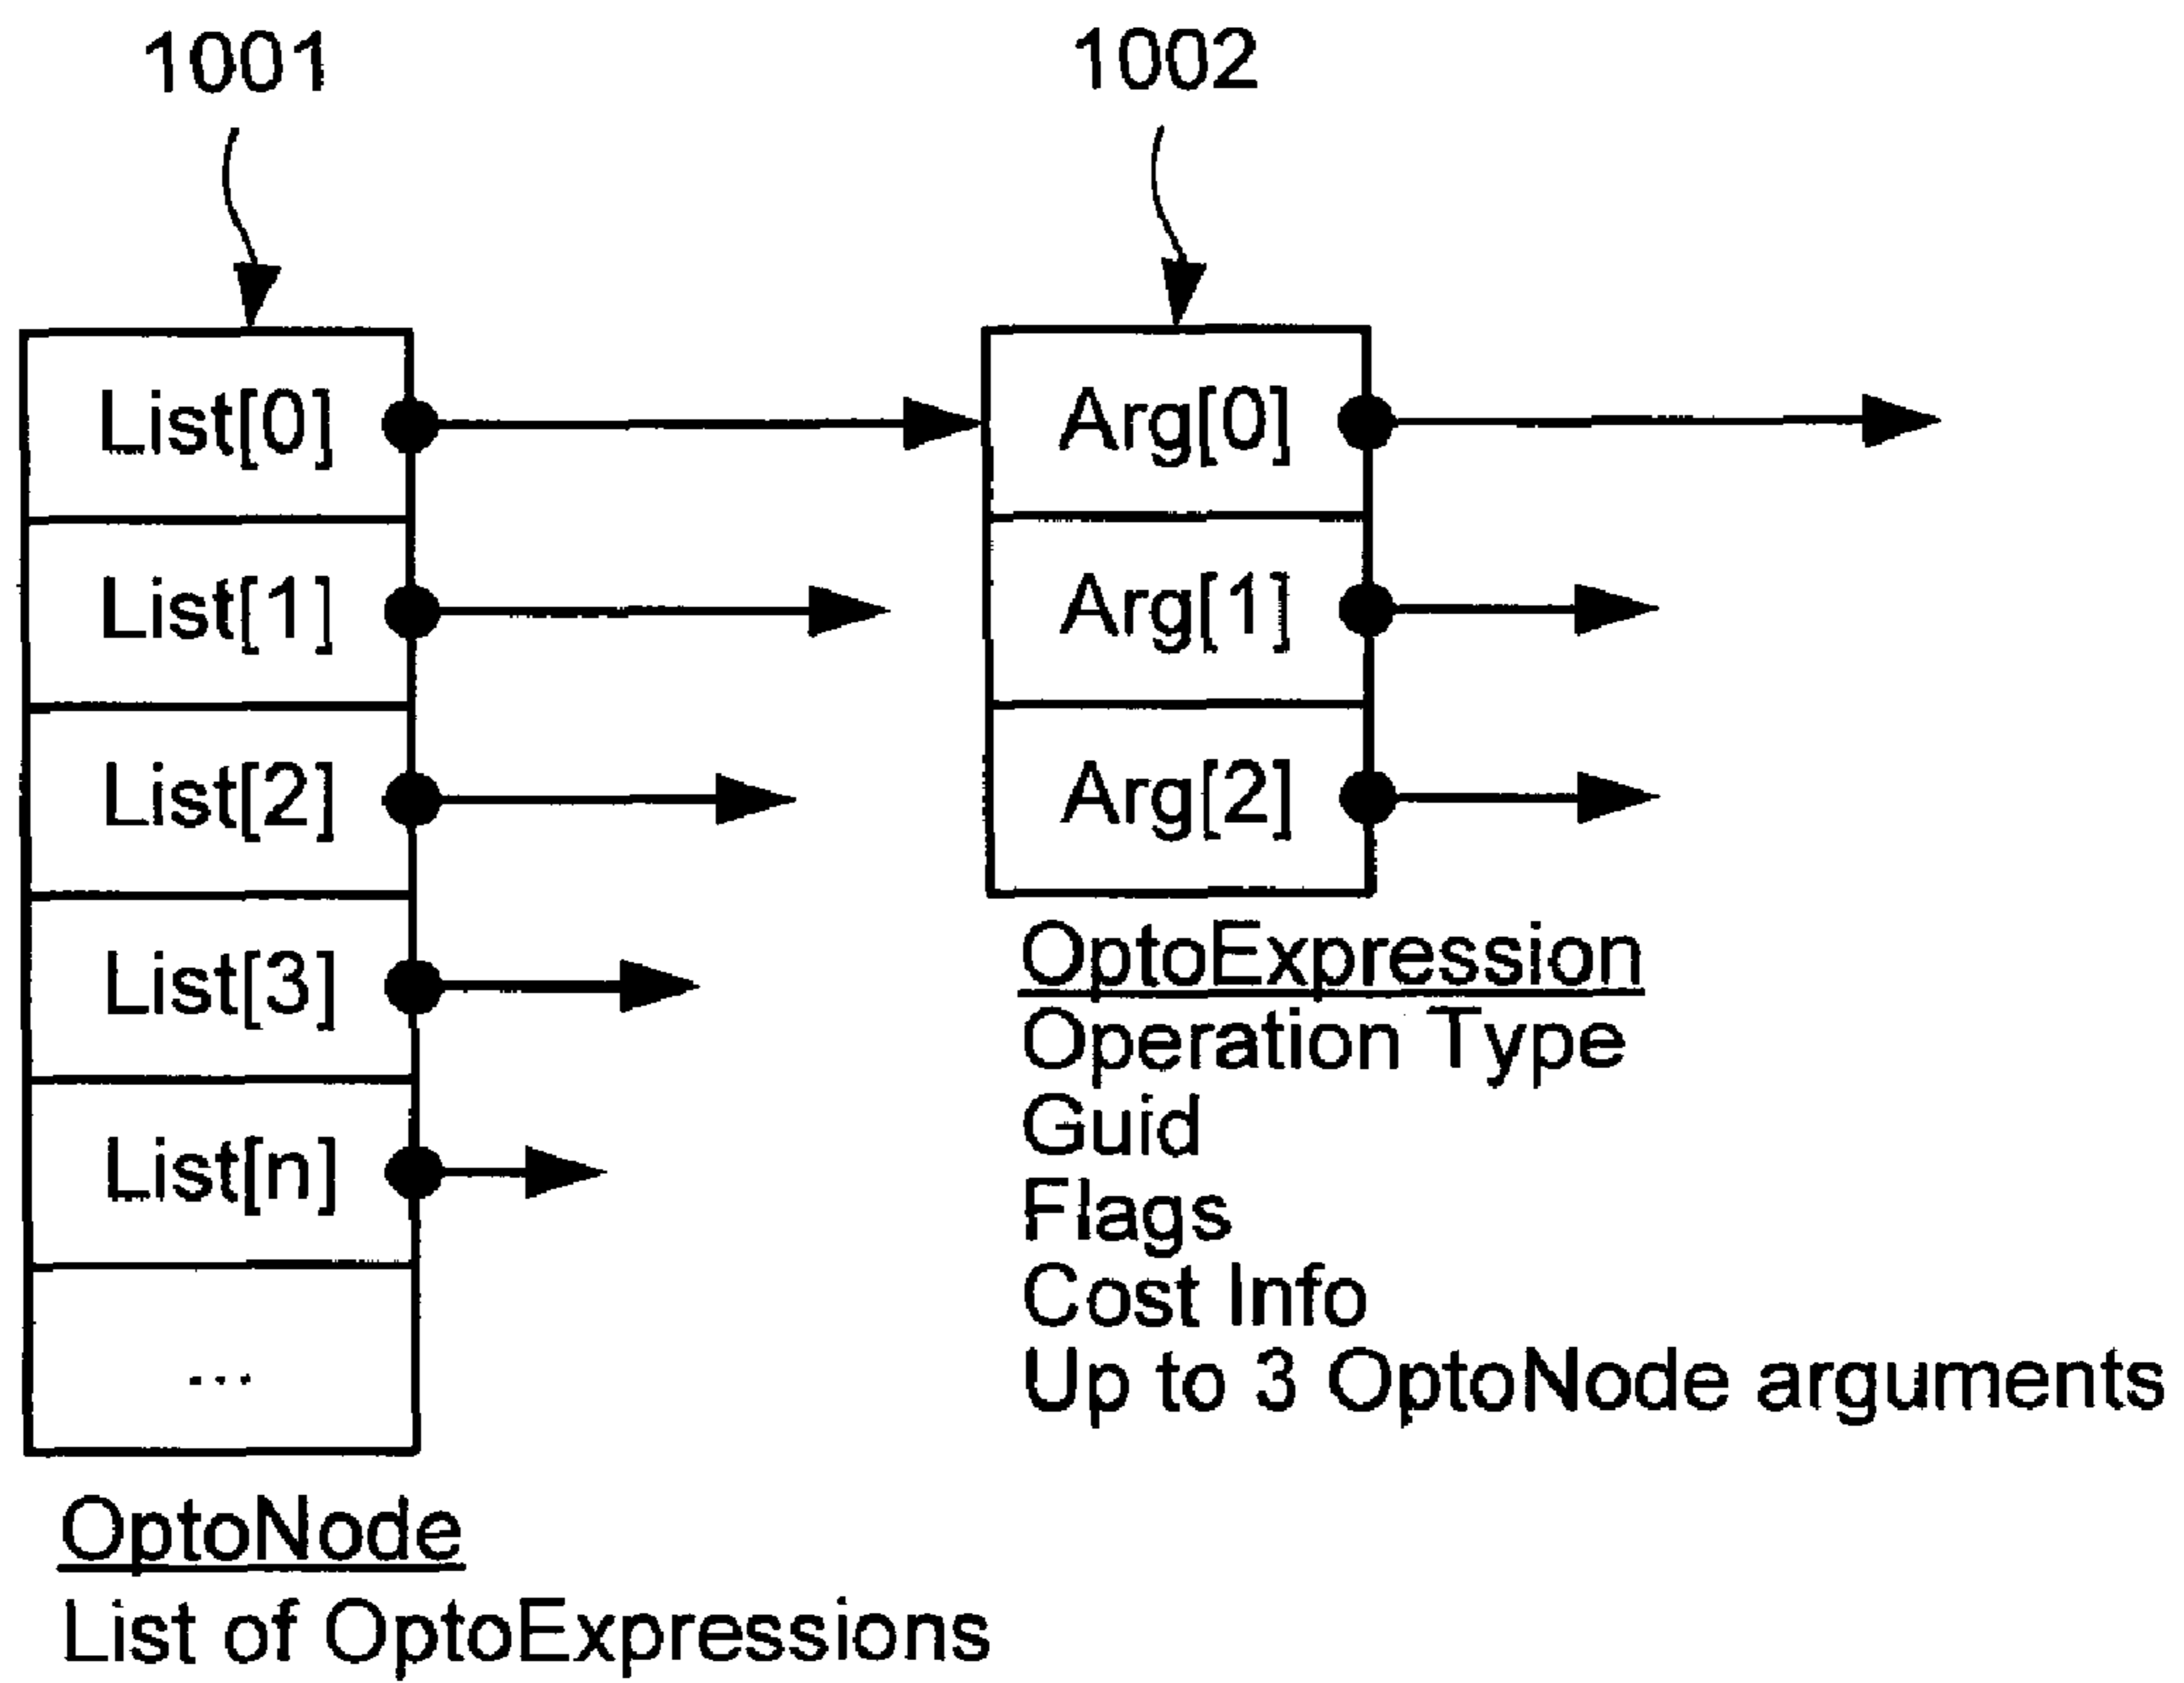 1001
1002
List[0]
Arg[0]
List[1]
Arg[1]
List[2]
Arg[2]
List[3]
List[n]
...
OptoExpression
Operation Type
Guid
Flags
Cost Info
Up to 3 OptoNode arguments
OptoNode
List of OptoExpressions